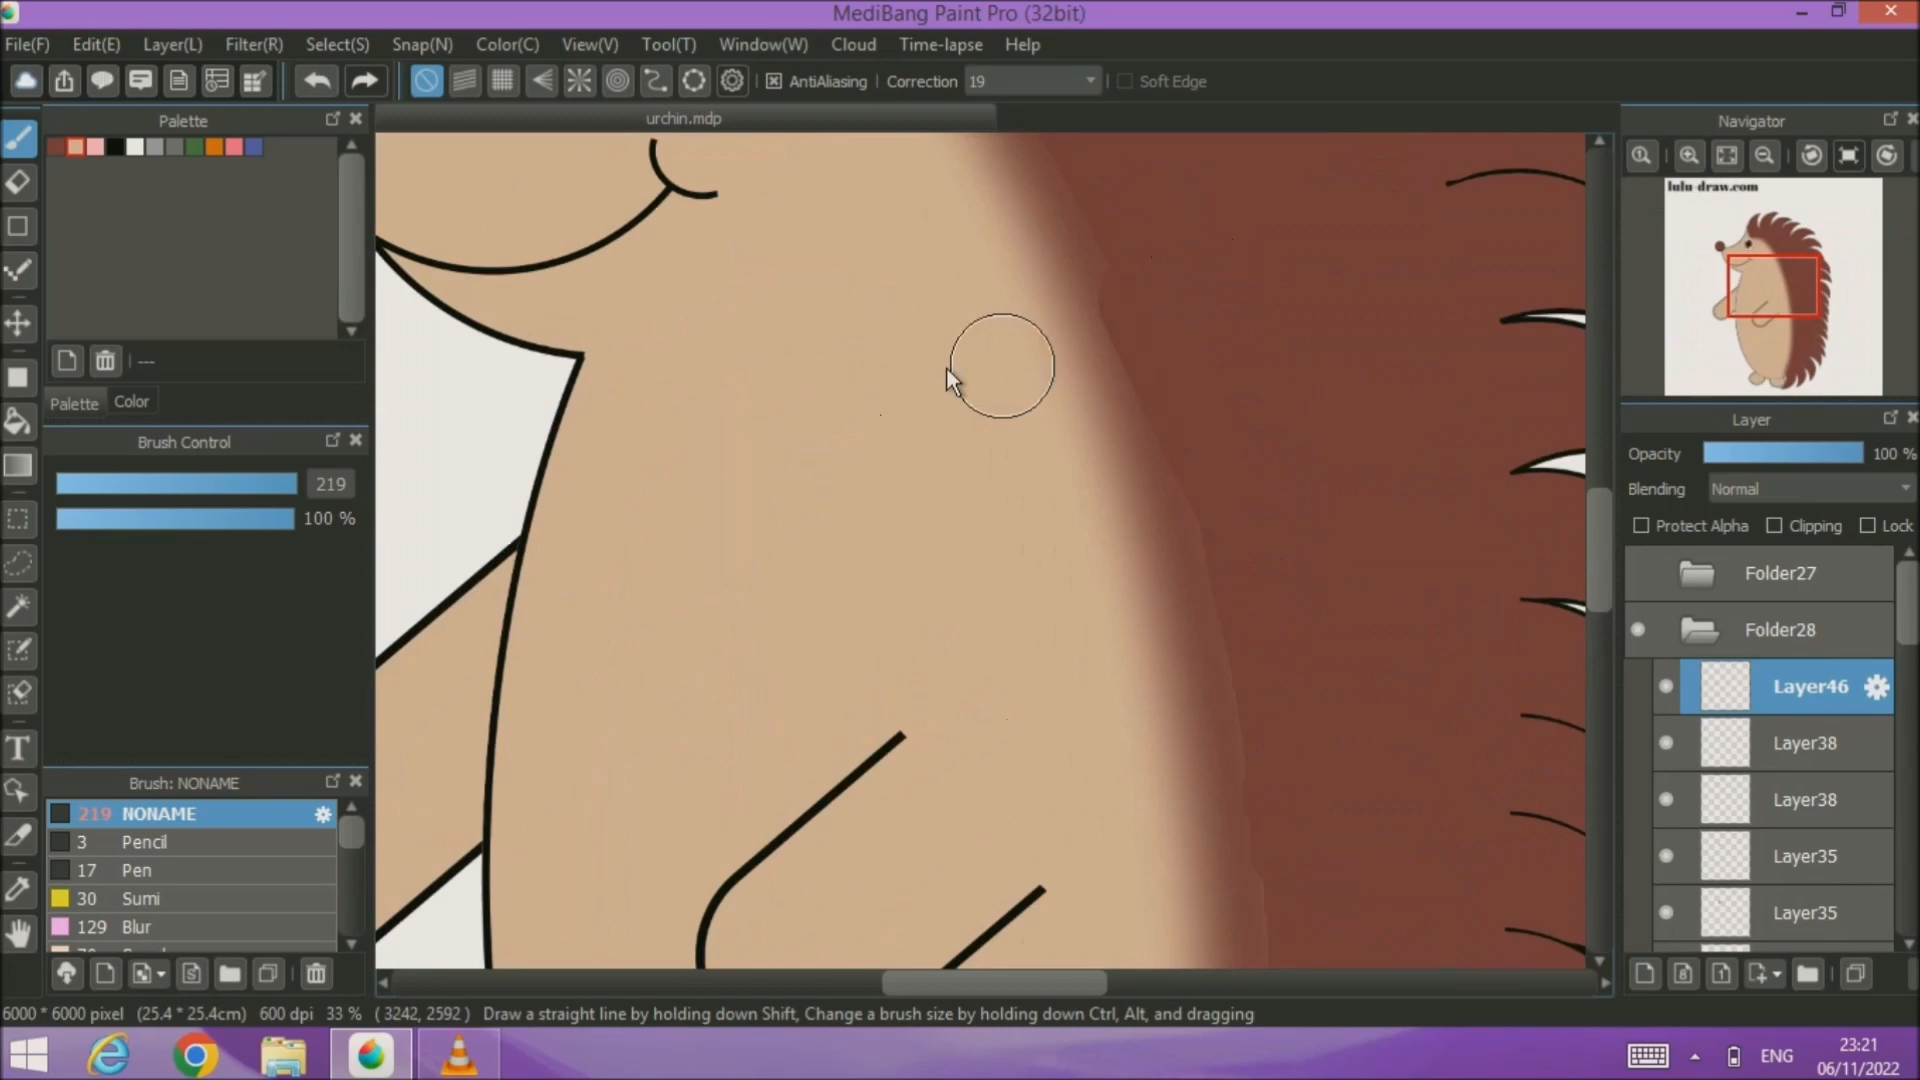 MediBang Paint Pro (32bit)
File(F) Edit(E) Layer(L) Filter(R) Select(S) Snap(N) Color(C) View(V) Tool(T) Window(W) Cloud Time-lapse Help
AntiAliasing Correction 19 Soft Edge
Palette
urchin.mdp
Navigator
lulu-draw.com
---
Palette Color
Brush Control
219
100 %
Layer
Opacity 100 %
Blending Normal
Protect Alpha Clipping Lock
Folder27
Folder28
Layer46
Layer38
Layer38
Layer35
Layer35
Brush: NONAME
219 NONAME
3 Pencil
17 Pen
30 Sumi
129 Blur
6000 * 6000 pixel (25.4 * 25.4cm) 600 dpi 33 % ( 3242, 2592 ) Draw a straight line by holding down Shift, Change a brush size by holding down Ctrl, Alt, and dragging
ENG
23:21
06/11/2022